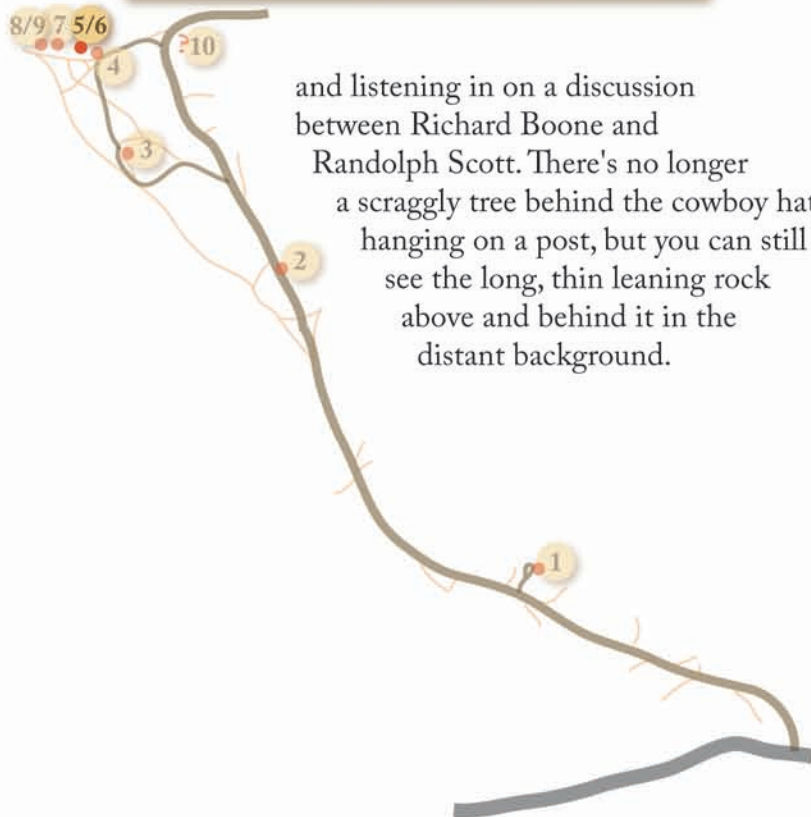 8/9 7 5/6
?10
4
3
2
1
and listening in on a discussion
between Richard Boone and
Randolph Scott. There's no longer
a scraggly tree behind the cowboy hat
hanging on a post, but you can still
see the long, thin leaning rock
above and behind it in the
distant background.